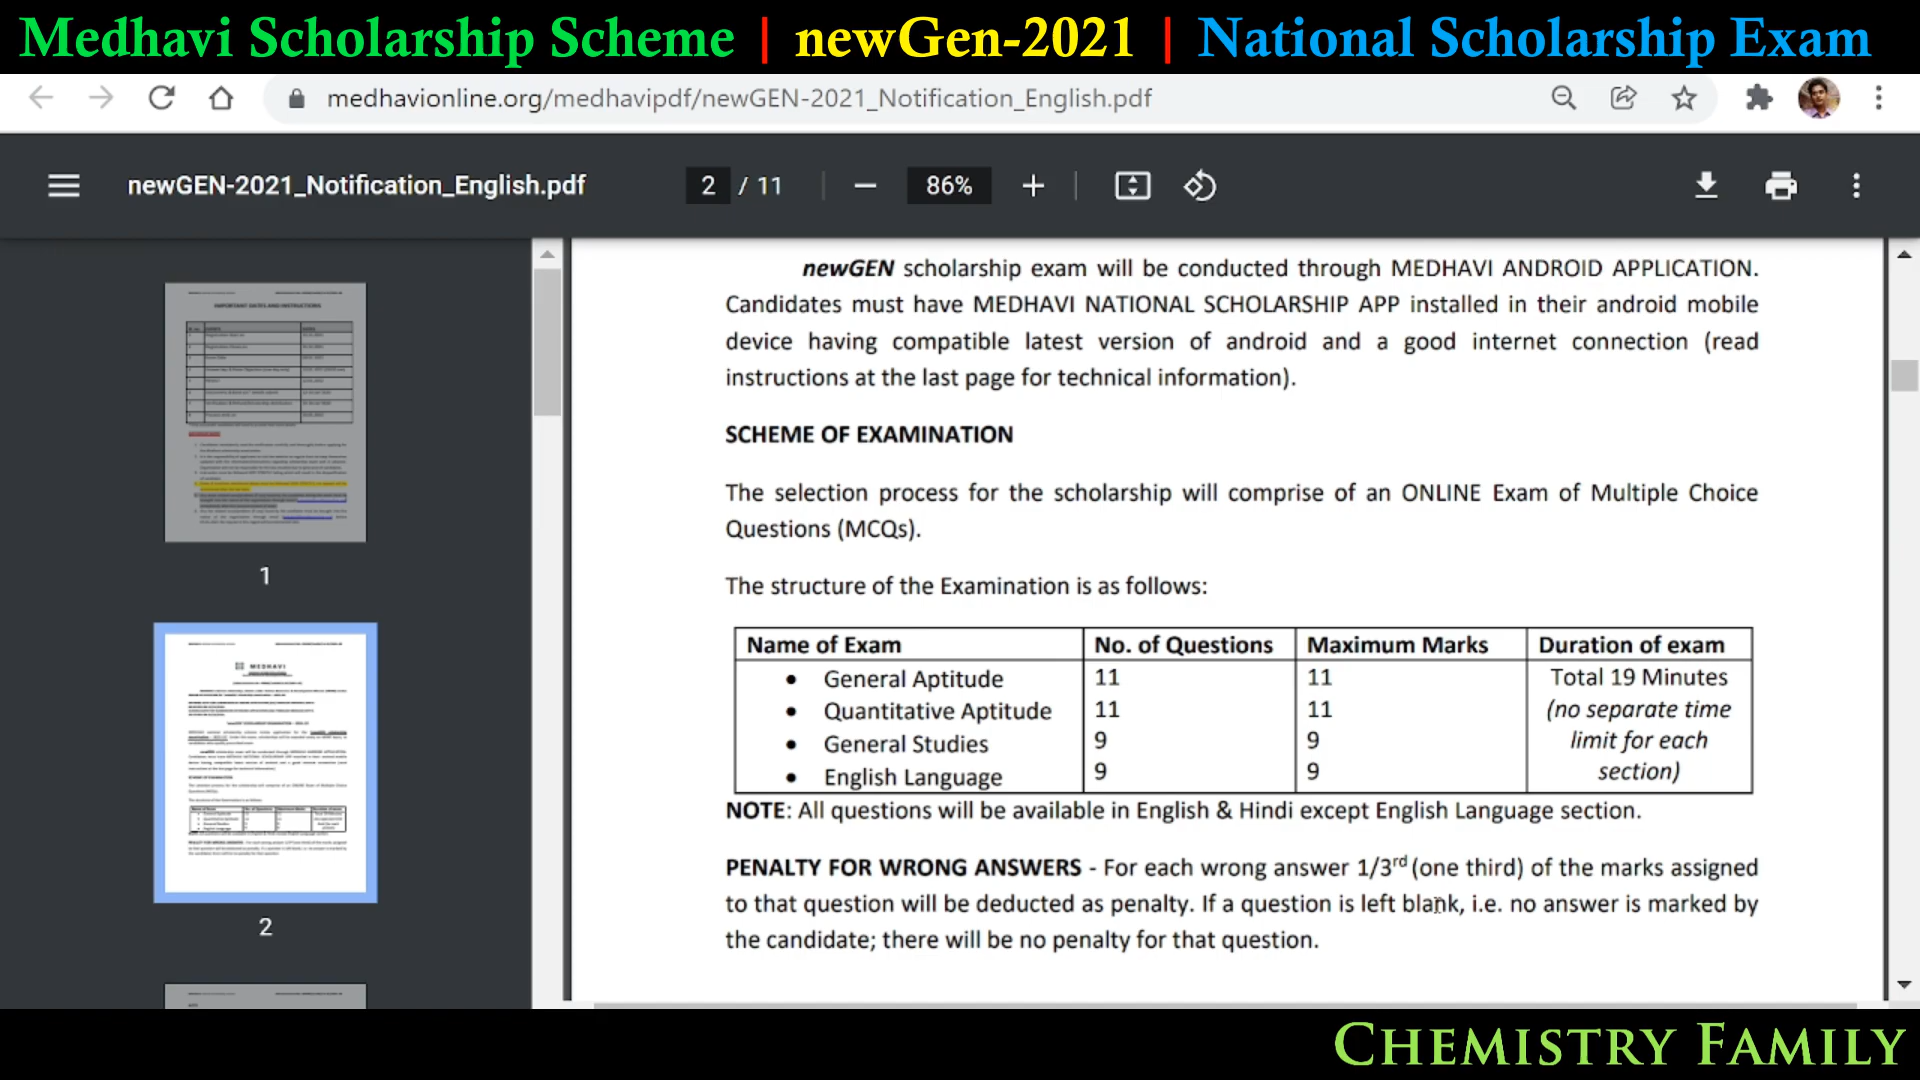 Medhavi Scholarship Scheme | newGen-2021 | National Scholarship Exam
medhavionline.org/medhavipdf/newGEN-2021_Notification_English.pdf
newGEN-2021_Notification_English.pdf
2 / 11
86%
IMPORTANT DATES AND INSTRUCTIONS
1
MEDHAVI
2
newGEN scholarship exam will be conducted through MEDHAVI ANDROID APPLICATION.
Candidates must have MEDHAVI NATIONAL SCHOLARSHIP APP installed in their android mobile
device having compatible latest version of android and a good internet connection (read
instructions at the last page for technical information).
SCHEME OF EXAMINATION
The selection process for the scholarship will comprise of an ONLINE Exam of Multiple Choice
Questions (MCQs).
The structure of the Examination is as follows:
Name of Exam No. of Questions Maximum Marks Duration of exam
• General Aptitude 11 11 Total 19 Minutes
• Quantitative Aptitude 11 11 (no separate time
• General Studies 9 9 limit for each
• English Language 9 9 section)
NOTE: All questions will be available in English & Hindi except English Language section.
PENALTY FOR WRONG ANSWERS - For each wrong answer 1/3rd (one third) of the marks assigned
to that question will be deducted as penalty. If a question is left blank, i.e. no answer is marked by
the candidate; there will be no penalty for that question.
CHEMISTRY FAMILY